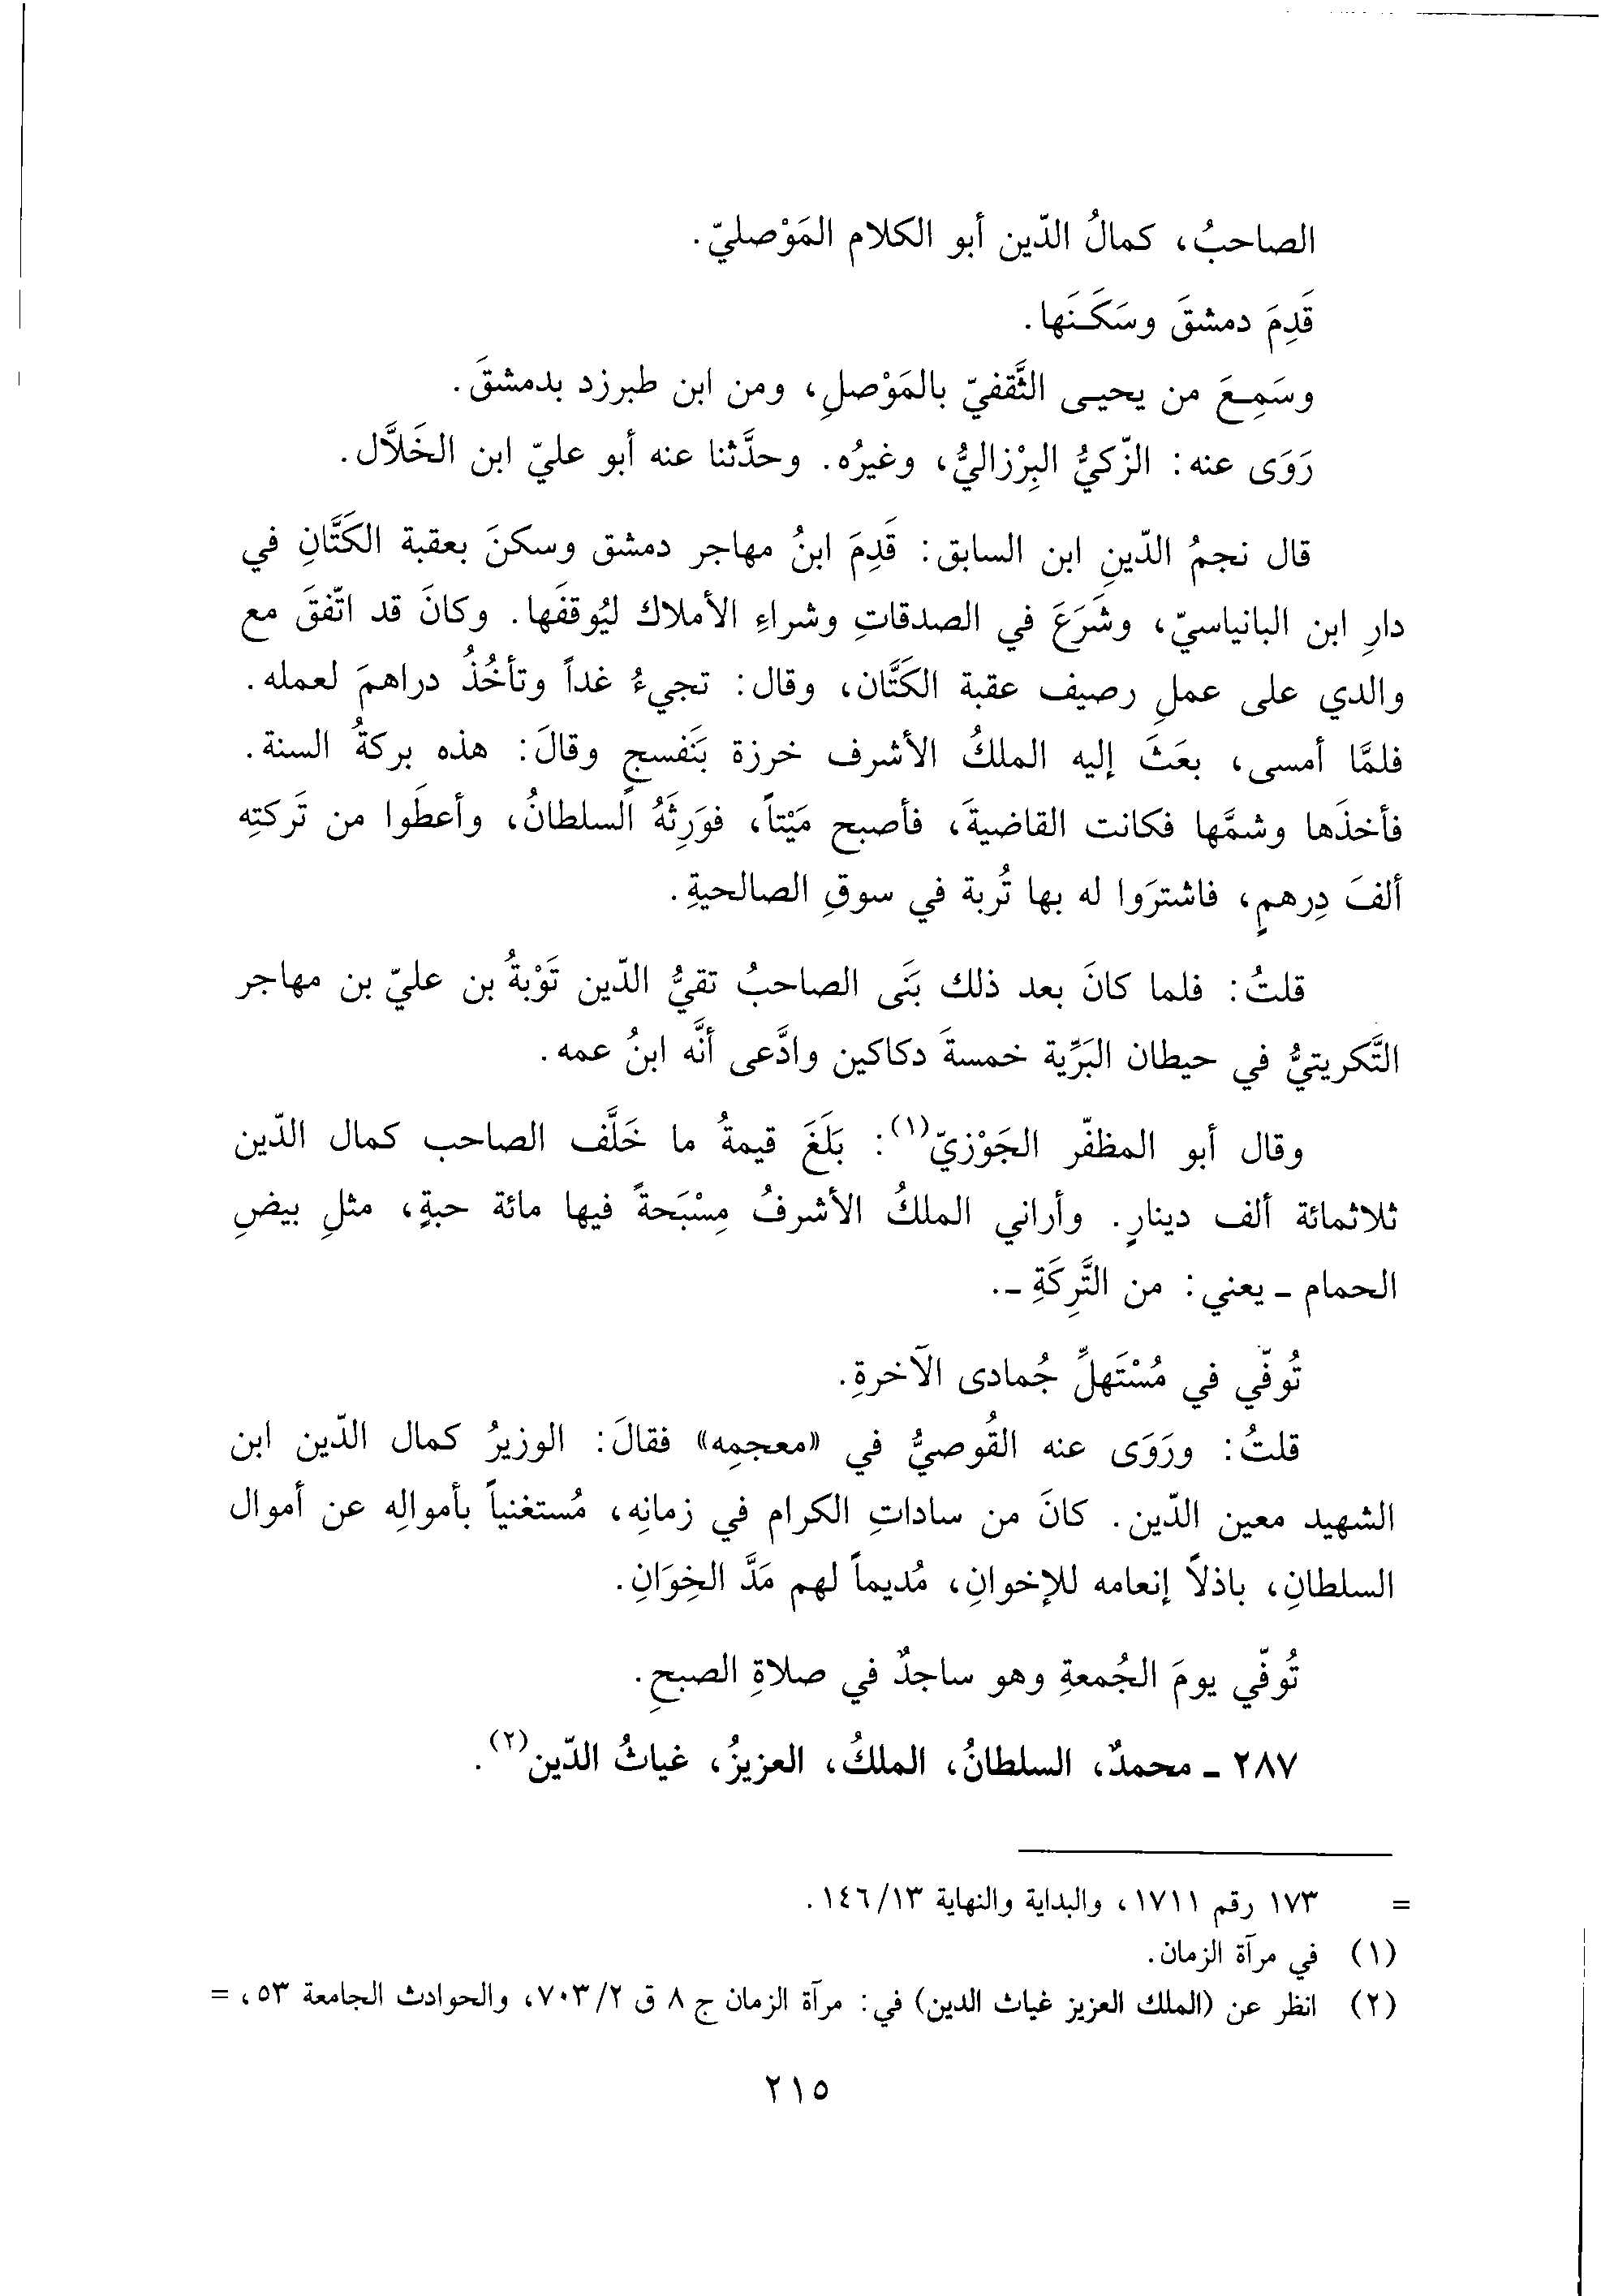 الصاحبُ، كمالُ الدّين أبو الكلام المَوْصليّ.
قَدِمَ دمشقَ وسَكَـنَها.
وسَمِـعَ من يحيـى الثَّقفيّ بالمَوْصلِ، ومن ابن طبرزد بدمشقَ.
رَوَى عنه: الزّكيُّ البِرْزاليُّ، وغيرُه. وحدَّثنا عنه أبو عليّ ابن الخَلاَّل.
قال نجمُ الدّينِ ابن السابق: قَدِمَ ابنُ مهاجر دمشق وسكنَ بعقبة الكَتَّانِ في
دارِ ابن البانياسيّ، وشَرَعَ في الصدقاتِ وشراءِ الأملاك ليُوقفَها. وكانَ قد اتّفقَ مع
والدي على عملِ رصيف عقبة الكَتَّان، وقال: تجيءُ غداً وتأخُذُ دراهمَ لعمله.
فلمَّا أمسى، بعَثَ إليه الملكُ الأشرف خرزة بَنَفسجٍ وقالَ: هذه بركةُ السنة.
فأخذَها وشمَّها فكانت القاضيةَ، فأصبح مَيْتاً، فوَرِثَهُ السلطانُ، وأعطَوا من تَركتِه
ألفَ دِرهمٍ، فاشترَوا له بها تُربة في سوقِ الصالحيةِ.
قلتُ: فلما كانَ بعد ذلك بَنَى الصاحبُ تقيُّ الدّين تَوْبةُ بن عليّ بن مهاجر
التَّكريتيُّ في حيطان البَرِّية خمسةَ دكاكين وادَّعى أنَّه ابنُ عمه.
وقال أبو المظفّر الجَوْزيّ(١): بَلَغَ قيمةُ ما خَلَّف الصاحب كمال الدّين
ثلاثمائة ألف دينارٍ. وأراني الملكُ الأشرفُ مِسْبَحةً فيها مائة حبةٍ، مثلِ بيضِ
الحمام ـ يعني: من التَّرِكَةِ ـ.
تُوفّي في مُسْتَهلِّ جُمادى الآخرةِ.
قلتُ: ورَوَى عنه القُوصيُّ في «معجمِه» فقالَ: الوزيرُ كمال الدّين ابن
الشهيد معين الدّين. كانَ من ساداتِ الكرام في زمانِه، مُستغنياً بأموالِه عن أموال
السلطانِ، باذلاً إنعامه للإخوانِ، مُديماً لهم مَدَّ الخِوَانِ.
تُوفّي يومَ الجُمعةِ وهو ساجدٌ في صلاةِ الصبحِ.
٢٨٧ ـ محمدٌ، السلطانُ، الملكُ، العزيزُ، غياثُ الدّين(٢).
= ١٧٣ رقم ١٧١١، والبداية والنهاية ١٤٦/١٣.
(١) في مرآة الزمان.
(٢) انظر عن (الملك العزيز غياث الدين) في: مرآة الزمان ج ٨ ق ٧٠٣/٢، والحوادث الجامعة ٥٣، =
٢١٥